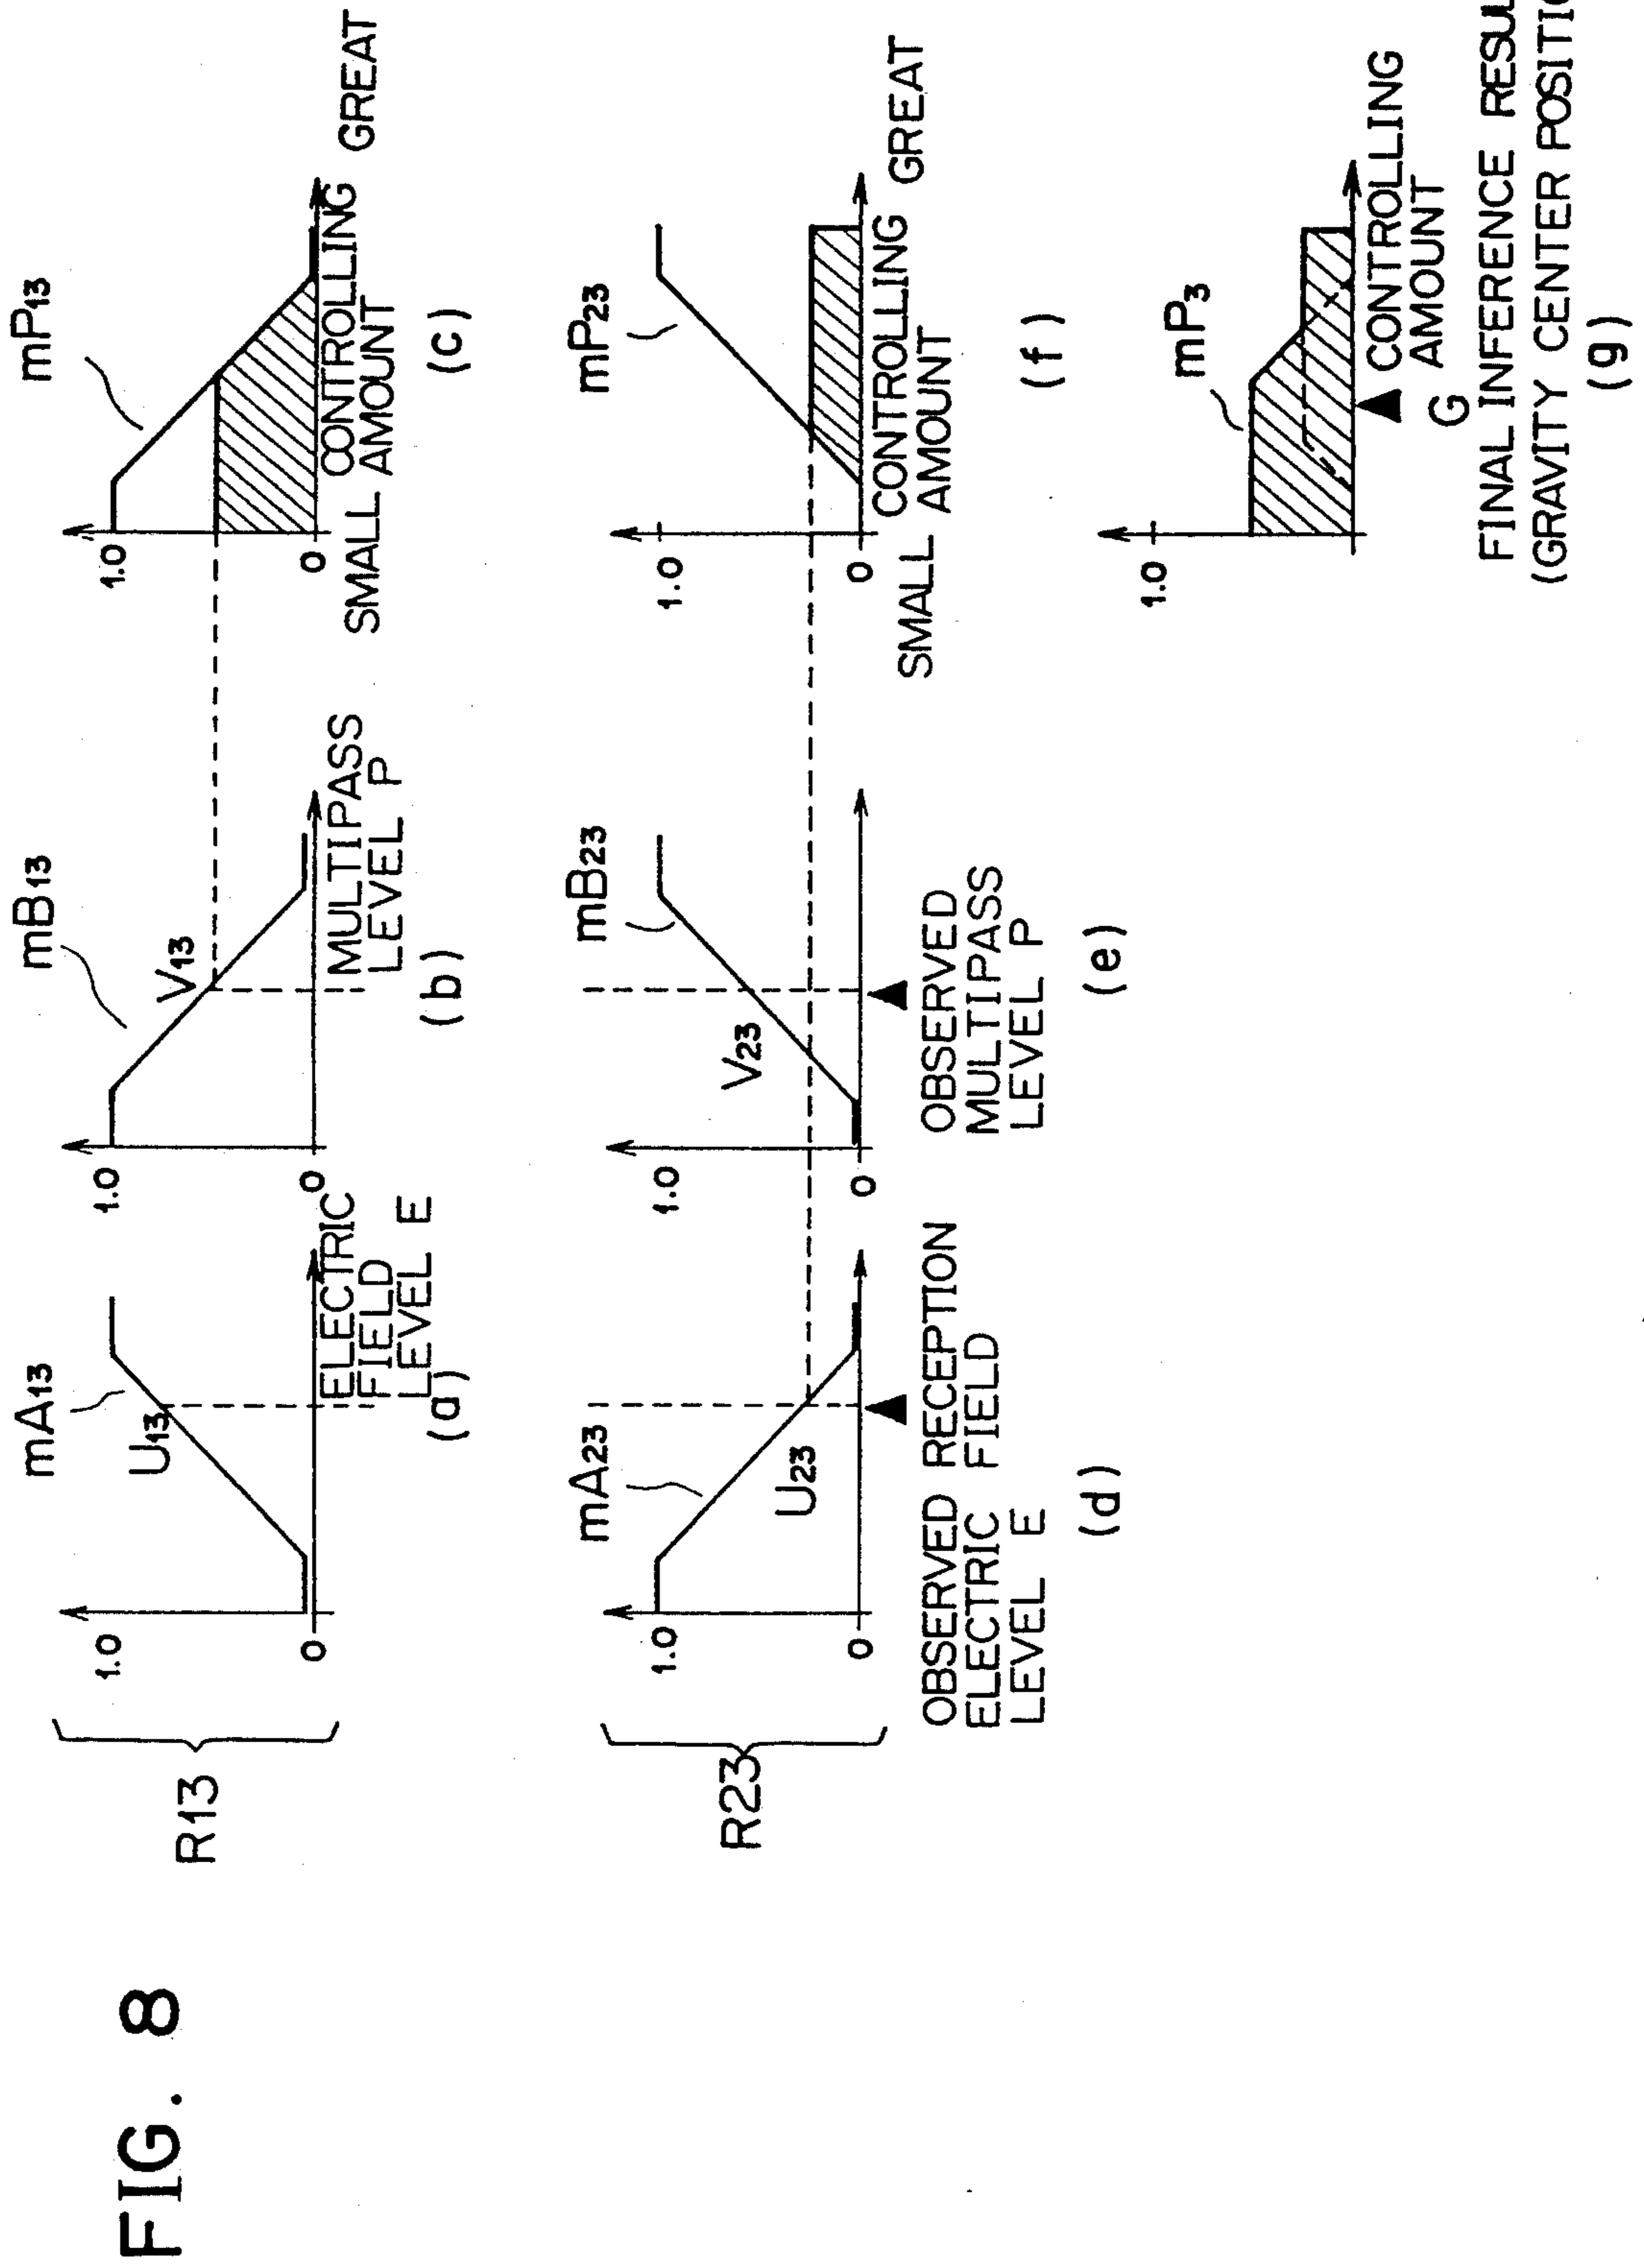 FIG. 8
R13
mA13
U13
1.0
0
ELECTRIC
FIELD
LEVEL E
(a)
mB13
V13
1.0
0
MULTIPASS
LEVEL P
(b)
mP13
1.0
0
SMALL CONTROLLING GREAT
AMOUNT
(c)
R23
mA23
U23
1.0
0
OBSERVED RECEPTION
ELECTRIC FIELD
LEVEL E
(d)
mB23
V23
1.0
0
OBSERVED
MULTIPASS
LEVEL P
(e)
mP23
1.0
0
SMALL CONTROLLING GREAT
AMOUNT
(f)
mP3
1.0
G
CONTROLLING
AMOUNT
FINAL INFERENCE RESUL
(GRAVITY CENTER POSITIO
(g)